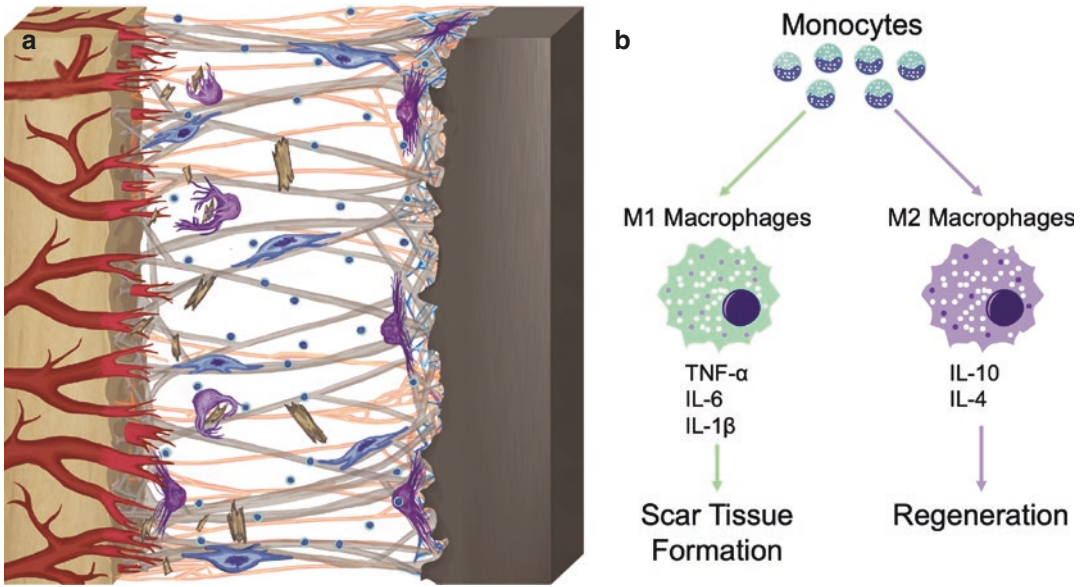 a
b
Monocytes
M1 Macrophages
M2 Macrophages
TNF-α
IL-6
IL-1β
IL-10
IL-4
Scar Tissue
Formation
Regeneration